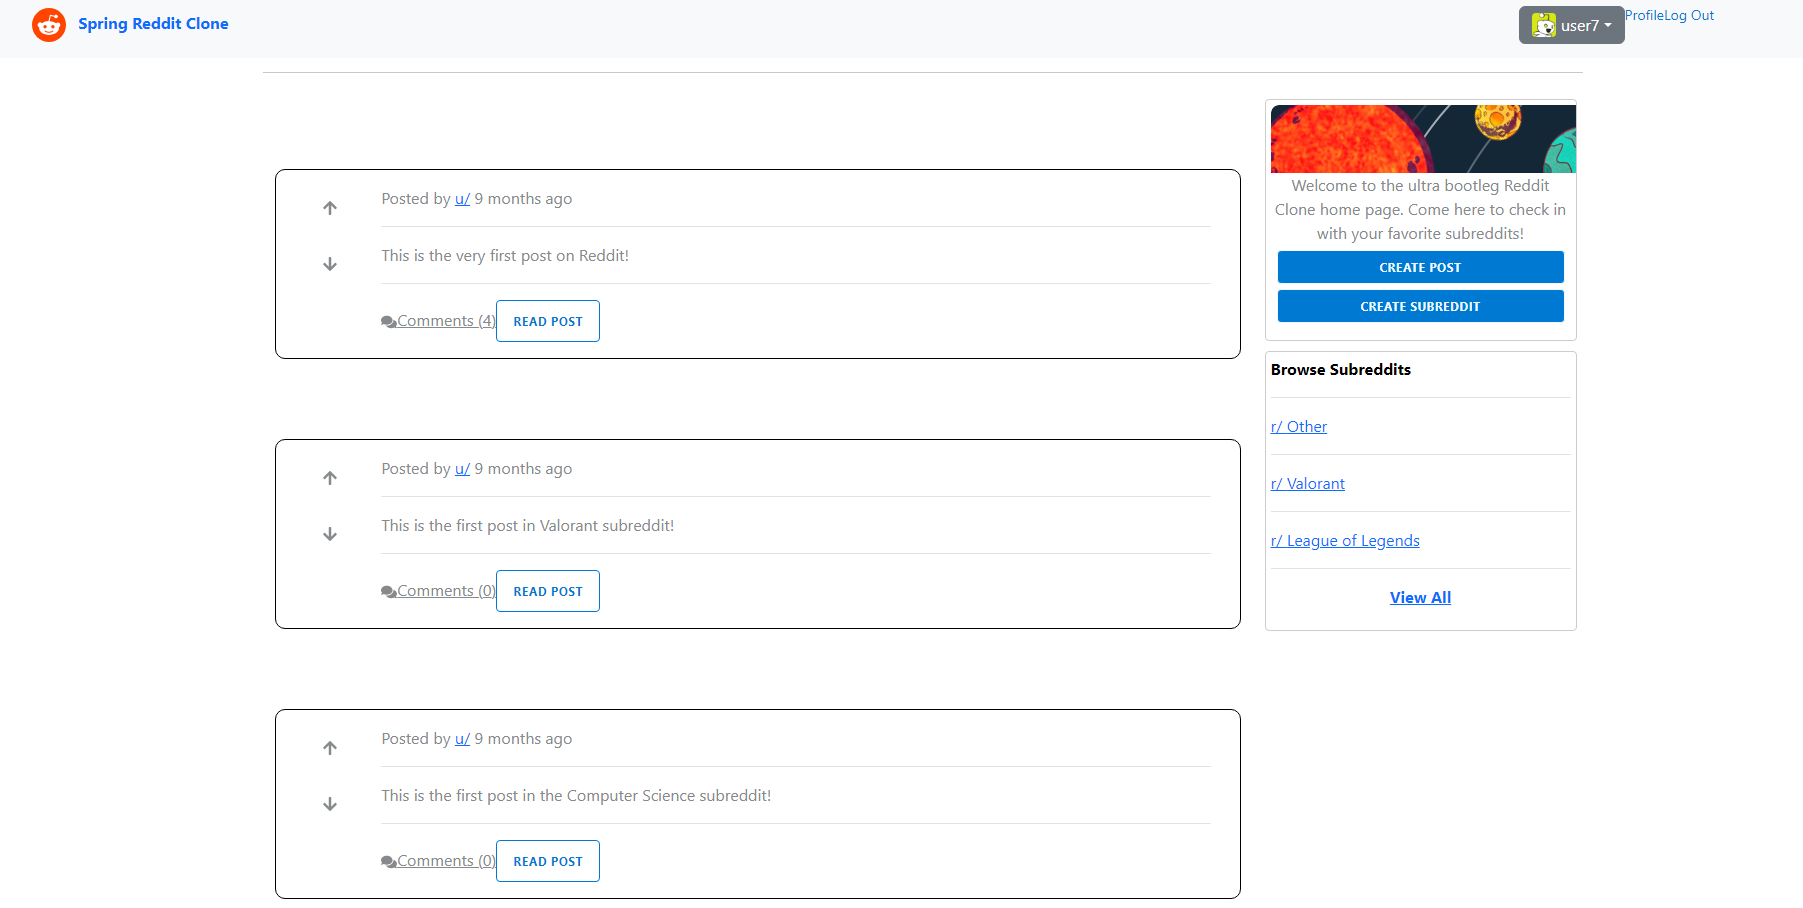 Spring Reddit Clone
user7
ProfileLog Out
Posted by u/ 9 months ago
This is the very first post on Reddit!
Comments (4) READ POST
Posted by u/ 9 months ago
This is the first post in Valorant subreddit!
Comments (0) READ POST
Posted by u/ 9 months ago
This is the first post in the Computer Science subreddit!
Comments (0) READ POST
Welcome to the ultra bootleg Reddit
Clone home page. Come here to check in
with your favorite subreddits!
CREATE POST
CREATE SUBREDDIT
Browse Subreddits
r/ Other
r/ Valorant
r/ League of Legends
View All